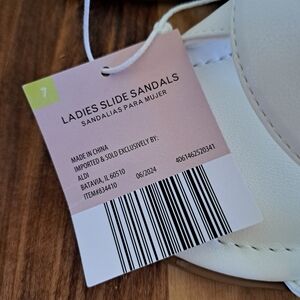 7
LADIES SLIDE SANDALS
SANDALIAS PARA MUJER
MADE IN CHINA
IMPORTED & SOLD EXCLUSIVELY BY:
ALDI
BATAVIA, IL 60510
ITEM#834410
06/2024
4061462520341